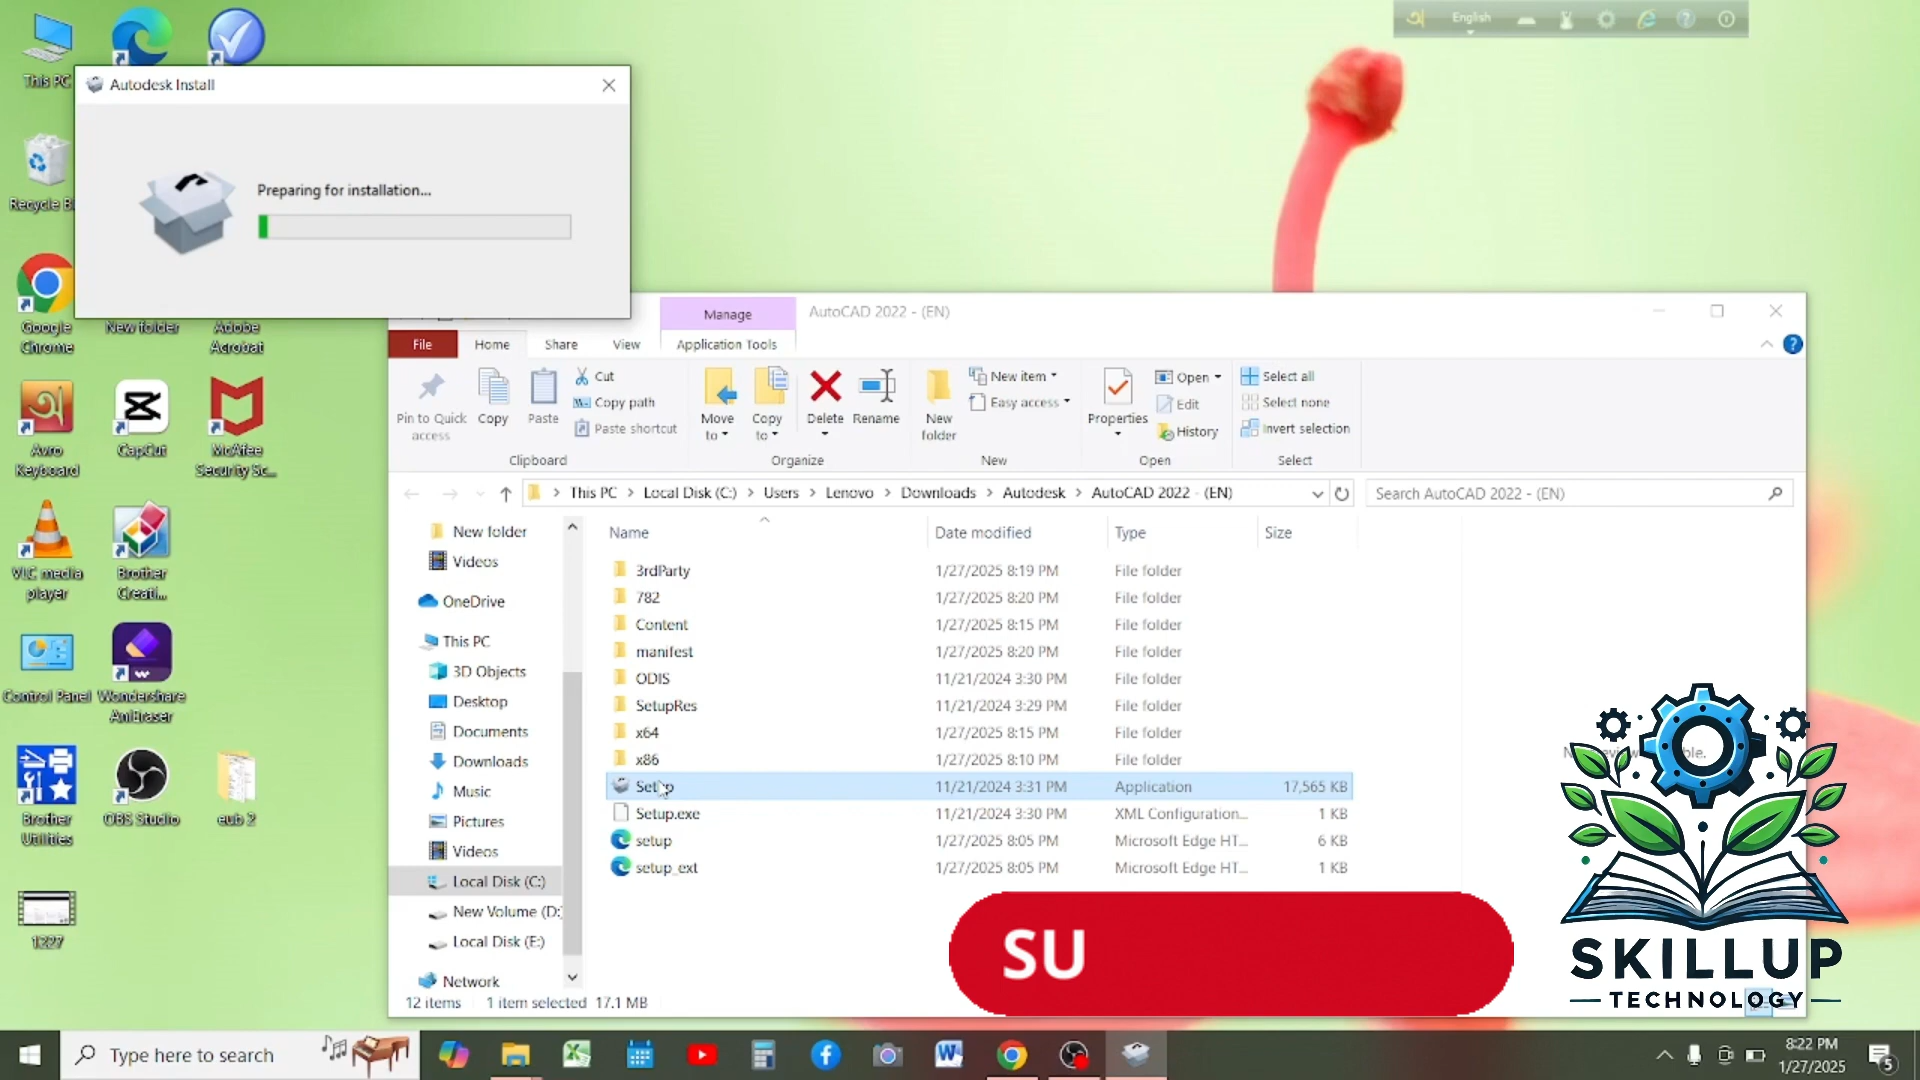 English
This PC
Recycle B
Google
Chrome
New folder
Adobe
Acrobat
Avro
Keyboard
CapCut
McAfee
Security Sc...
VLC media
player
Brother
Creati...
Control Panel
Wondershare
AniEraser
Brother
Utilities
OBS Studio
eub 2
1227
Autodesk Install
Preparing for installation...
Manage
AutoCAD 2022 - (EN)
File
Home
Share
View
Application Tools
Pin to Quick
access
Copy
Paste
Cut
Copy path
Paste shortcut
Clipboard
Move
to
Copy
to
Delete
Rename
Organize
New
folder
New item
Easy access
New
Properties
Open
Edit
History
Open
Select all
Select none
Invert selection
Select
This PC > Local Disk (C:) > Users > Lenovo > Downloads > Autodesk > AutoCAD 2022 - (EN)
Search AutoCAD 2022 - (EN)
New folder
Videos
OneDrive
This PC
3D Objects
Desktop
Documents
Downloads
Music
Pictures
Videos
Local Disk (C:)
New Volume (D:
Local Disk (E:)
Network
Name Date modified Type Size
3rdParty 1/27/2025 8:19 PM File folder
782 1/27/2025 8:20 PM File folder
Content 1/27/2025 8:15 PM File folder
manifest 1/27/2025 8:20 PM File folder
ODIS 11/21/2024 3:30 PM File folder
SetupRes 11/21/2024 3:29 PM File folder
x64 1/27/2025 8:15 PM File folder
x86 1/27/2025 8:10 PM File folder
Setup 11/21/2024 3:31 PM Application 17,565 KB
Setup.exe 11/21/2024 3:30 PM XML Configuration... 1 KB
setup 1/27/2025 8:05 PM Microsoft Edge HT... 6 KB
setup_ext 1/27/2025 8:05 PM Microsoft Edge HT... 1 KB
12 items 1 item selected 17.1 MB
SU
SKILLUP
TECHNOLOGY
Type here to search
8:22 PM
1/27/2025
5